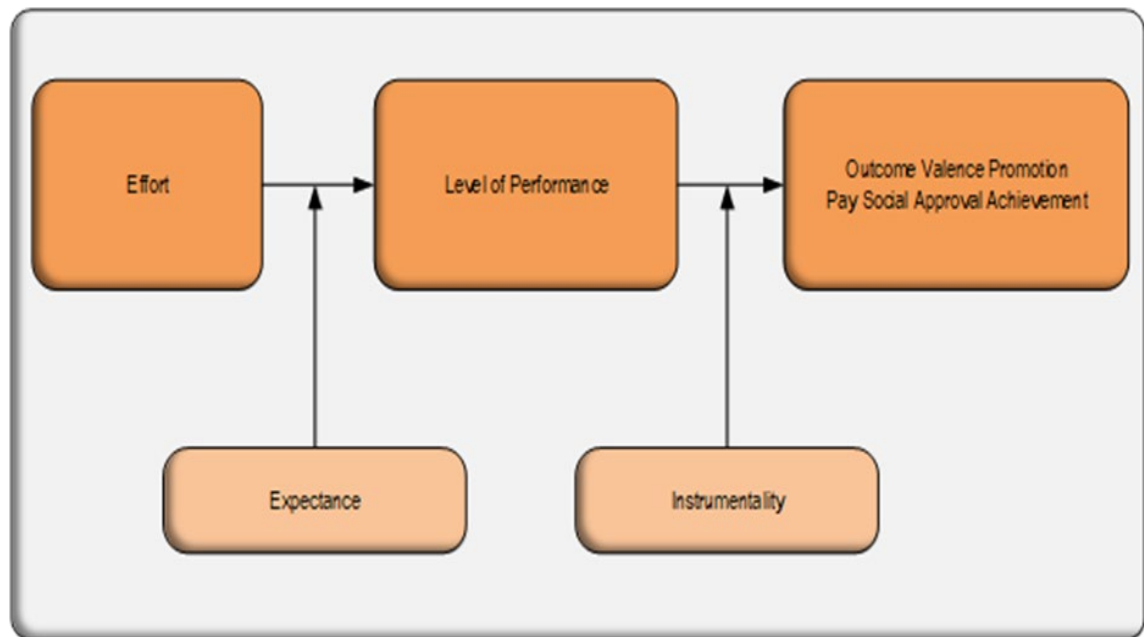 Effort
Level of Performance
Outcome Valence Promotion
Pay Social Approval Achievement
Expectance
Instrumentality